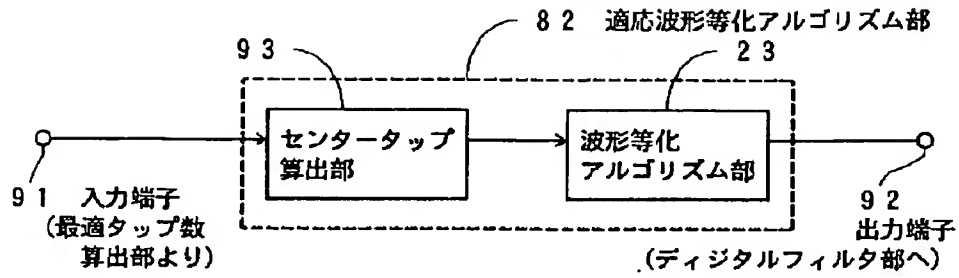 ８２ 適応波形等化アルゴリズム部
９３
２３
センタータップ
算出部
波形等化
アルゴリズム部
９１ 入力端子
(最適タップ数
算出部より)
９２
出力端子
(ディジタルフィルタ部へ)